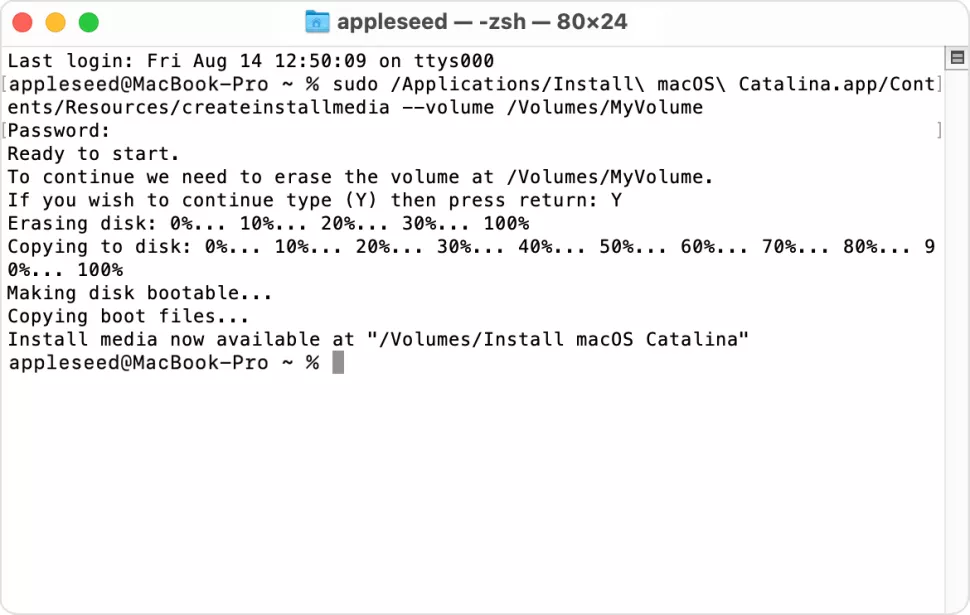 appleseed — -zsh — 80×24
Last login: Fri Aug 14 12:50:09 on ttys000
[appleseed@MacBook-Pro ~ % sudo /Applications/Install\ macOS\ Catalina.app/Cont]
ents/Resources/createinstallmedia --volume /Volumes/MyVolume
[Password: ]
Ready to start.
To continue we need to erase the volume at /Volumes/MyVolume.
If you wish to continue type (Y) then press return: Y
Erasing disk: 0%... 10%... 20%... 30%... 100%
Copying to disk: 0%... 10%... 20%... 30%... 40%... 50%... 60%... 70%... 80%... 9
0%... 100%
Making disk bootable...
Copying boot files...
Install media now available at "/Volumes/Install macOS Catalina"
appleseed@MacBook-Pro ~ %